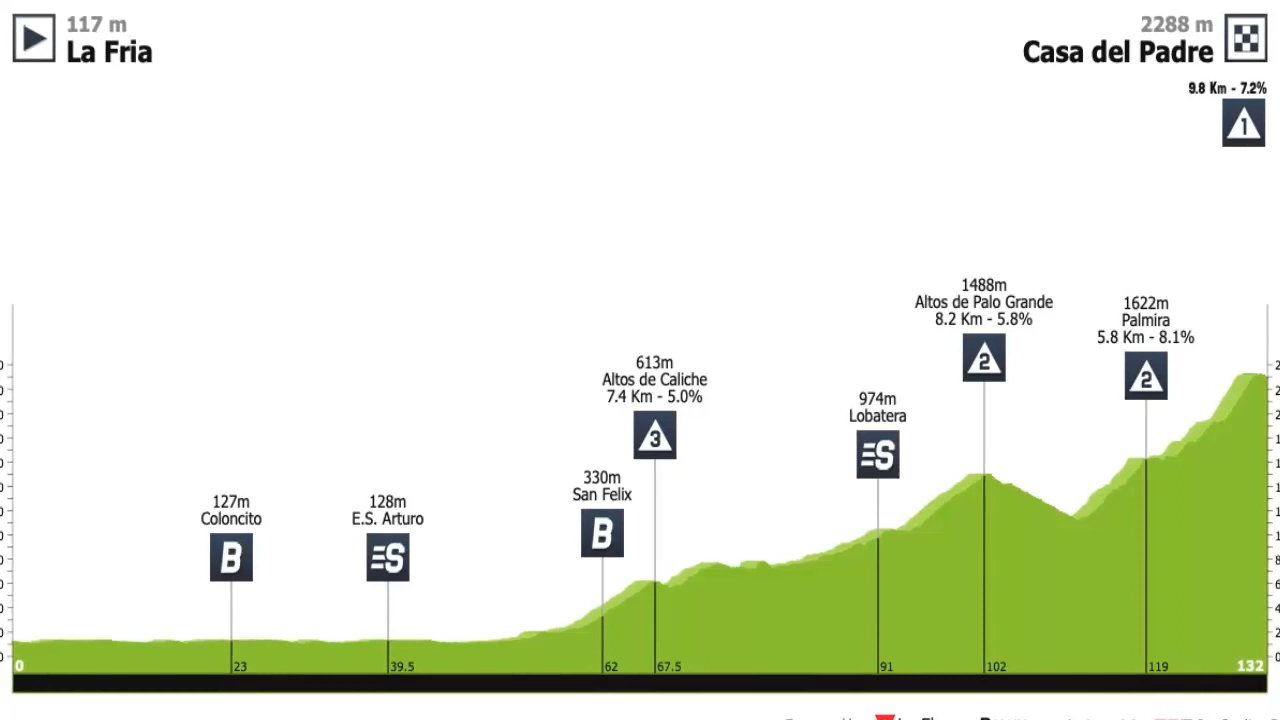 117 m
La Fria
2288 m
Casa del Padre
9.8 Km - 7.2%
1
1488m
Altos de Palo Grande
8.2 Km - 5.8%
2
1622m
Palmira
5.8 Km - 8.1%
2
613m
Altos de Caliche
7.4 Km - 5.0%
3
974m
Lobatera
S
330m
San Felix
B
127m
Coloncito
B
128m
E.S. Arturo
S
0
23
39.5
62
67.5
91
102
119
132